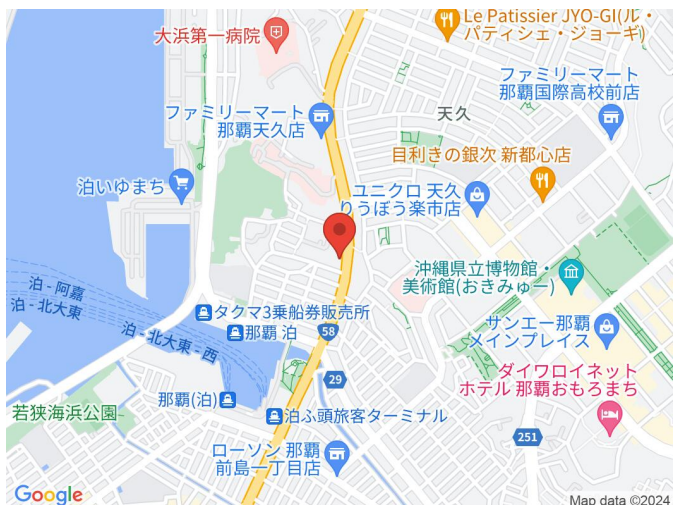 Le Patissier JYO-GI(ル・
パティシェ・ジョーギ)
大浜第一病院
ファミリーマート
那覇国際高校前店
ファミリーマート
那覇天久店
天久
目利きの銀次 新都心店
泊いゆまち
ユニクロ 天久
りうぼう楽市店
沖縄県立博物館・
美術館(おきみゅー)
泊 - 阿嘉
泊 - 北大東
泊 - 北大東 - 西
タクマ3乗船券販売所
那覇 泊
58
サンエー那覇
メインプレイス
29
ダイワロイネット
ホテル 那覇おもろまち
那覇(泊)
若狭海浜公園
泊ふ頭旅客ターミナル
251
ローソン 那覇
前島一丁目店
Google
Map data ©2024